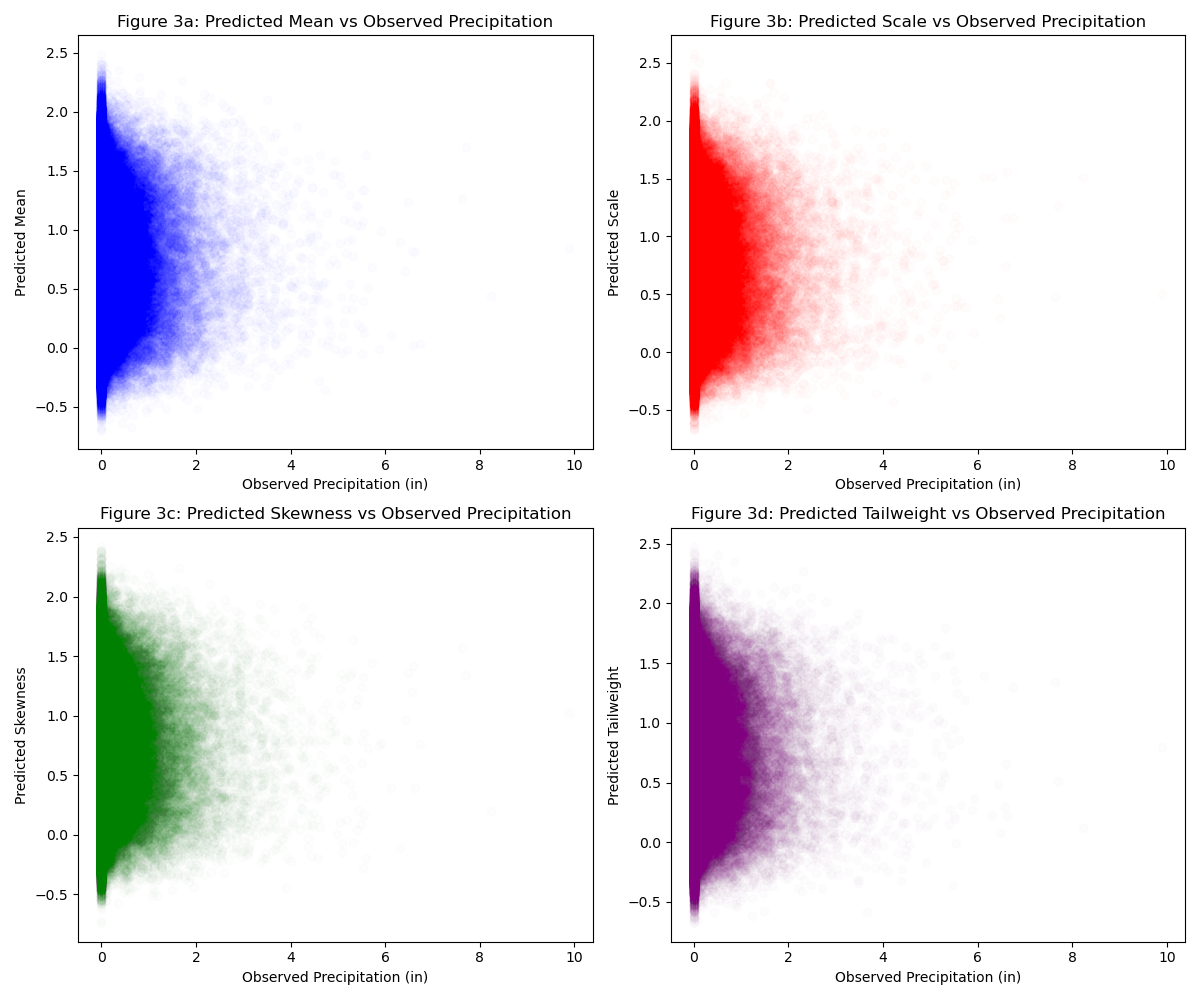 Figure 3a: Predicted Mean vs Observed Precipitation
2.5
2.0
1.5
1.0
0.5
0.0
−0.5
Predicted Mean
0 2 4 6 8 10
Observed Precipitation (in)
Figure 3b: Predicted Scale vs Observed Precipitation
2.5
2.0
1.5
1.0
0.5
0.0
−0.5
Predicted Scale
0 2 4 6 8 10
Observed Precipitation (in)
Figure 3c: Predicted Skewness vs Observed Precipitation
2.5
2.0
1.5
1.0
0.5
0.0
−0.5
Predicted Skewness
0 2 4 6 8 10
Observed Precipitation (in)
Figure 3d: Predicted Tailweight vs Observed Precipitation
2.5
2.0
1.5
1.0
0.5
0.0
−0.5
Predicted Tailweight
0 2 4 6 8 10
Observed Precipitation (in)